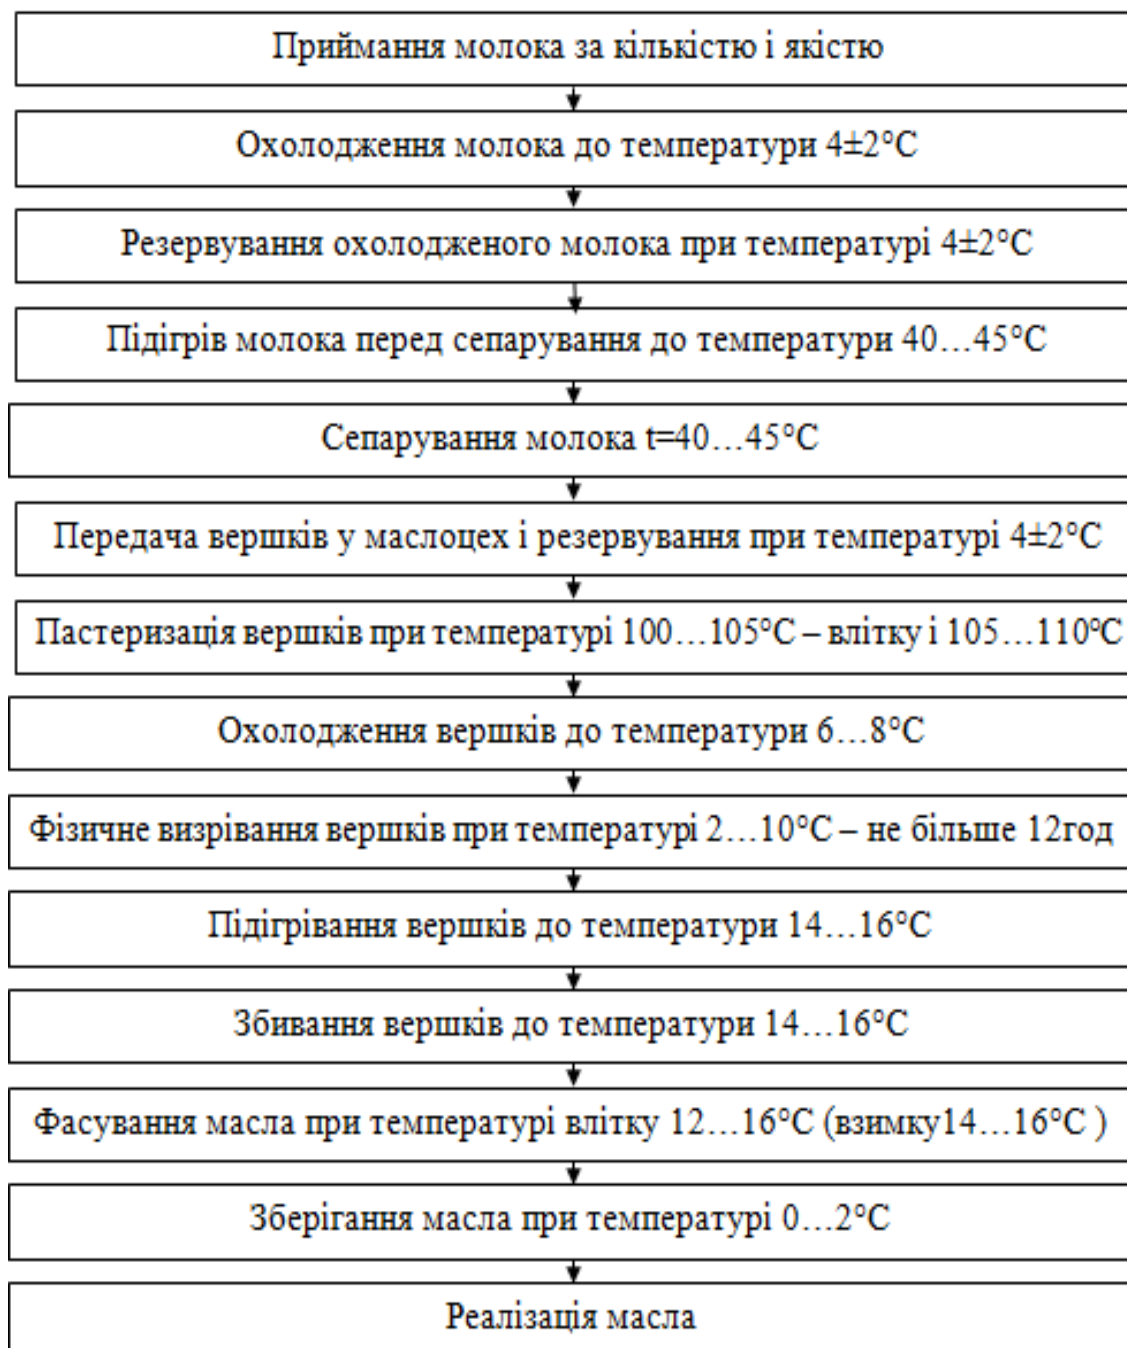 Приймання молока за кількістю і якістю
Охолодження молока до температури 4±2°С
Резервування охолодженого молока при температурі 4±2°С
Підігрів молока перед сепарування до температури 40…45°С
Сепарування молока t=40…45°С
Передача вершків у маслоцех і резервування при температурі 4±2°С
Пастеризація вершків при температурі 100…105°С – влітку і 105…110°С
Охолодження вершків до температури 6…8°С
Фізичне визрівання вершків при температурі 2…10°С – не більше 12год
Підігрівання вершків до температури 14…16°С
Збивання вершків до температури 14…16°С
Фасування масла при температурі влітку 12…16°С (взимку14…16°С )
Зберігання масла при температурі 0…2°С
Реалізація масла